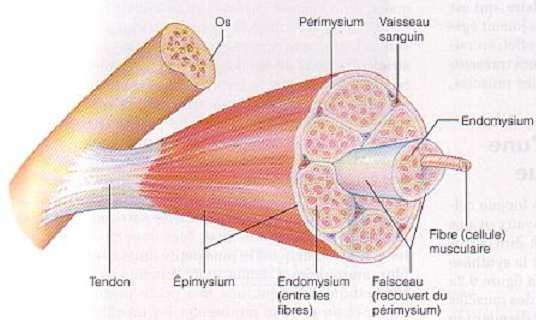 Os
Périmysium
Vaisseau
sanguin
Endomysium
Fibre (cellule)
musculaire
Tendon
Épimysium
Endomysium
(entre les
fibres)
Faisceau
(recouvert du
périmysium)